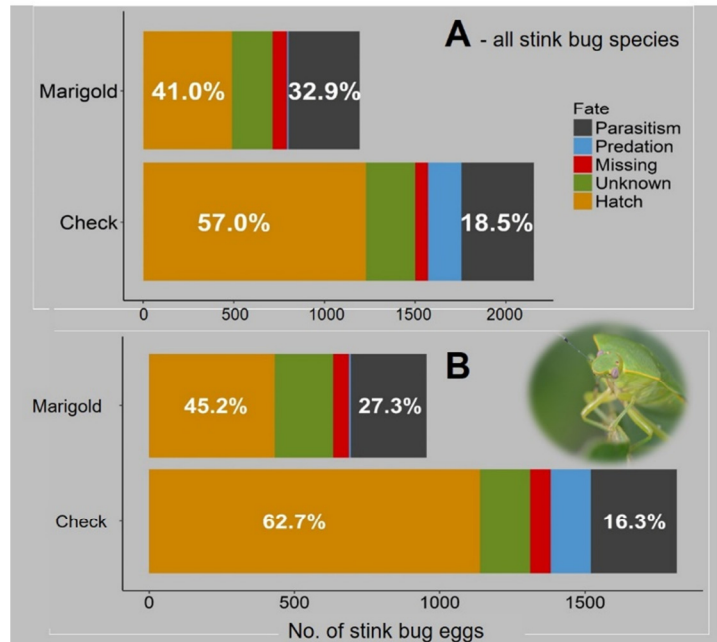 A - all stink bug species
Marigold
41.0% 32.9%
Fate
Parasitism
Predation
Missing
Unknown
Hatch
Check
57.0% 18.5%
0 500 1000 1500 2000
B
Marigold
45.2% 27.3%
Check
62.7% 16.3%
0 500 1000 1500
No. of stink bug eggs